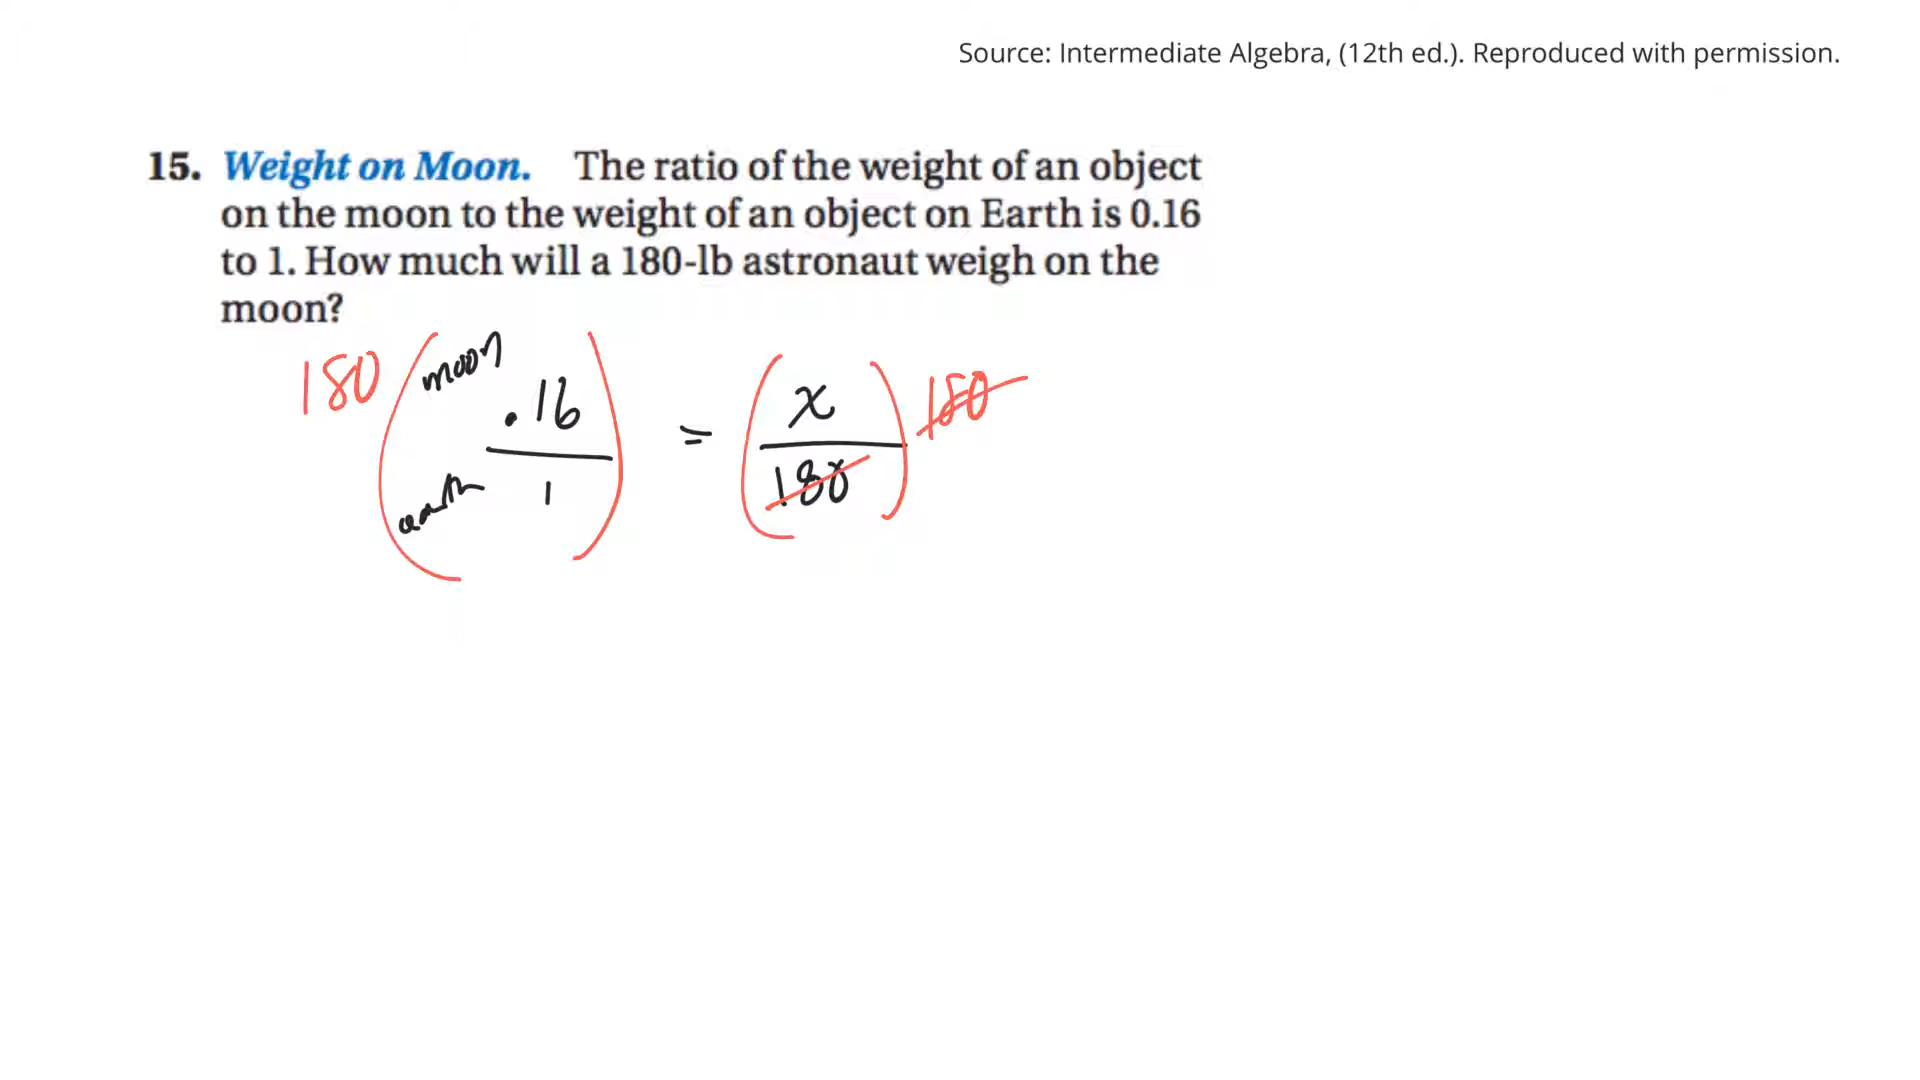 Source: Intermediate Algebra, (12th ed.). Reproduced with permission.
15. Weight on Moon. The ratio of the weight of an object
on the moon to the weight of an object on Earth is 0.16
to 1. How much will a 180-lb astronaut weigh on the
moon?
180 ( moon .16 / earth 1 ) = ( x / 180 ) 180